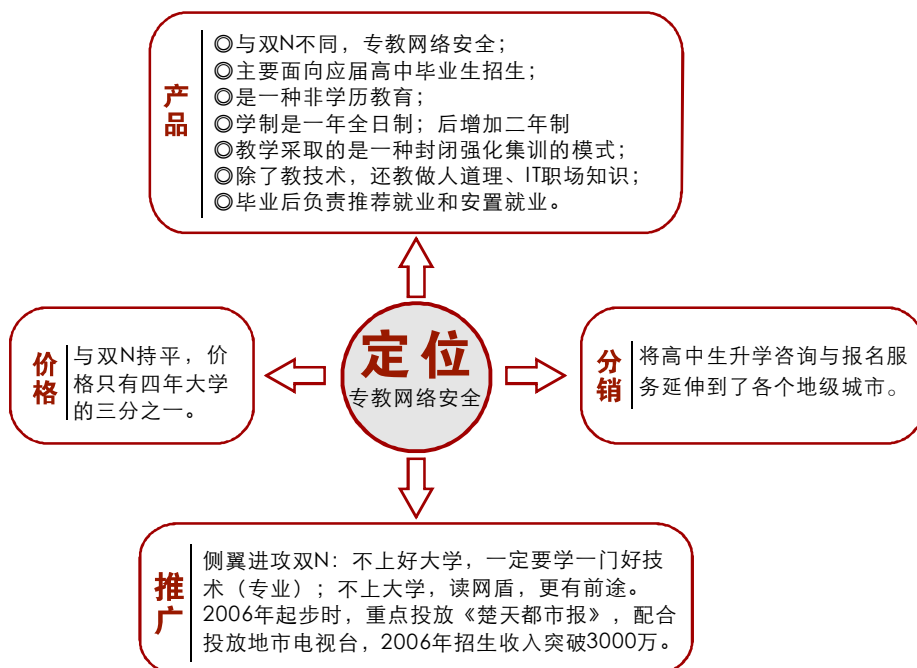 产品
◎与双N不同，专教网络安全；
◎主要面向应届高中毕业生招生；
◎是一种非学历教育；
◎学制是一年全日制；后增加二年制
◎教学采取的是一种封闭强化集训的模式；
◎除了教技术，还教做人道理、IT职场知识；
◎毕业后负责推荐就业和安置就业。
价格
与双N持平，价
格只有四年大学
的三分之一。
定位
专教网络安全
分销
将高中生升学咨询与报名服
务延伸到了各个地级城市。
推广
侧翼进攻双N：不上好大学，一定要学一门好技
术（专业）；不上大学，读网盾，更有前途。
2006年起步时，重点投放《楚天都市报》，配合
投放地市电视台，2006年招生收入突破3000万。